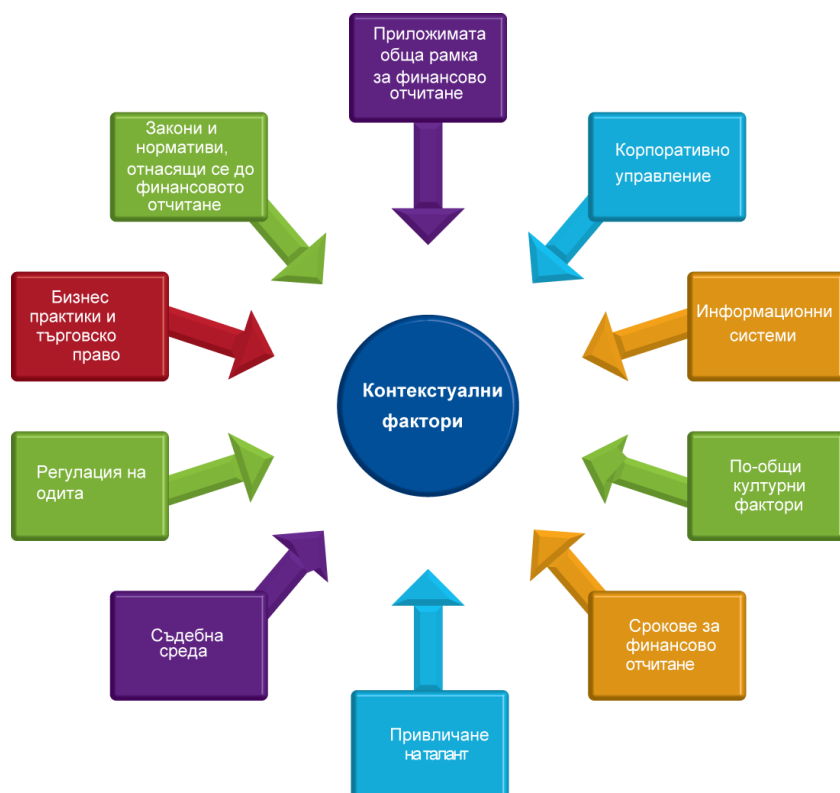 Приложимата
обща рамка
за финансово
отчитане
Закони и
нормативи,
отнасящи се до
финансовото
отчитане
Корпоративно
управление
Бизнес
практики и
търговско
право
Информационни
системи
Контекстуални
фактори
Регулация на
одита
По-общи
културни
фактори
Съдебна
среда
Срокове за
финансово
отчитане
Привличане
на талант